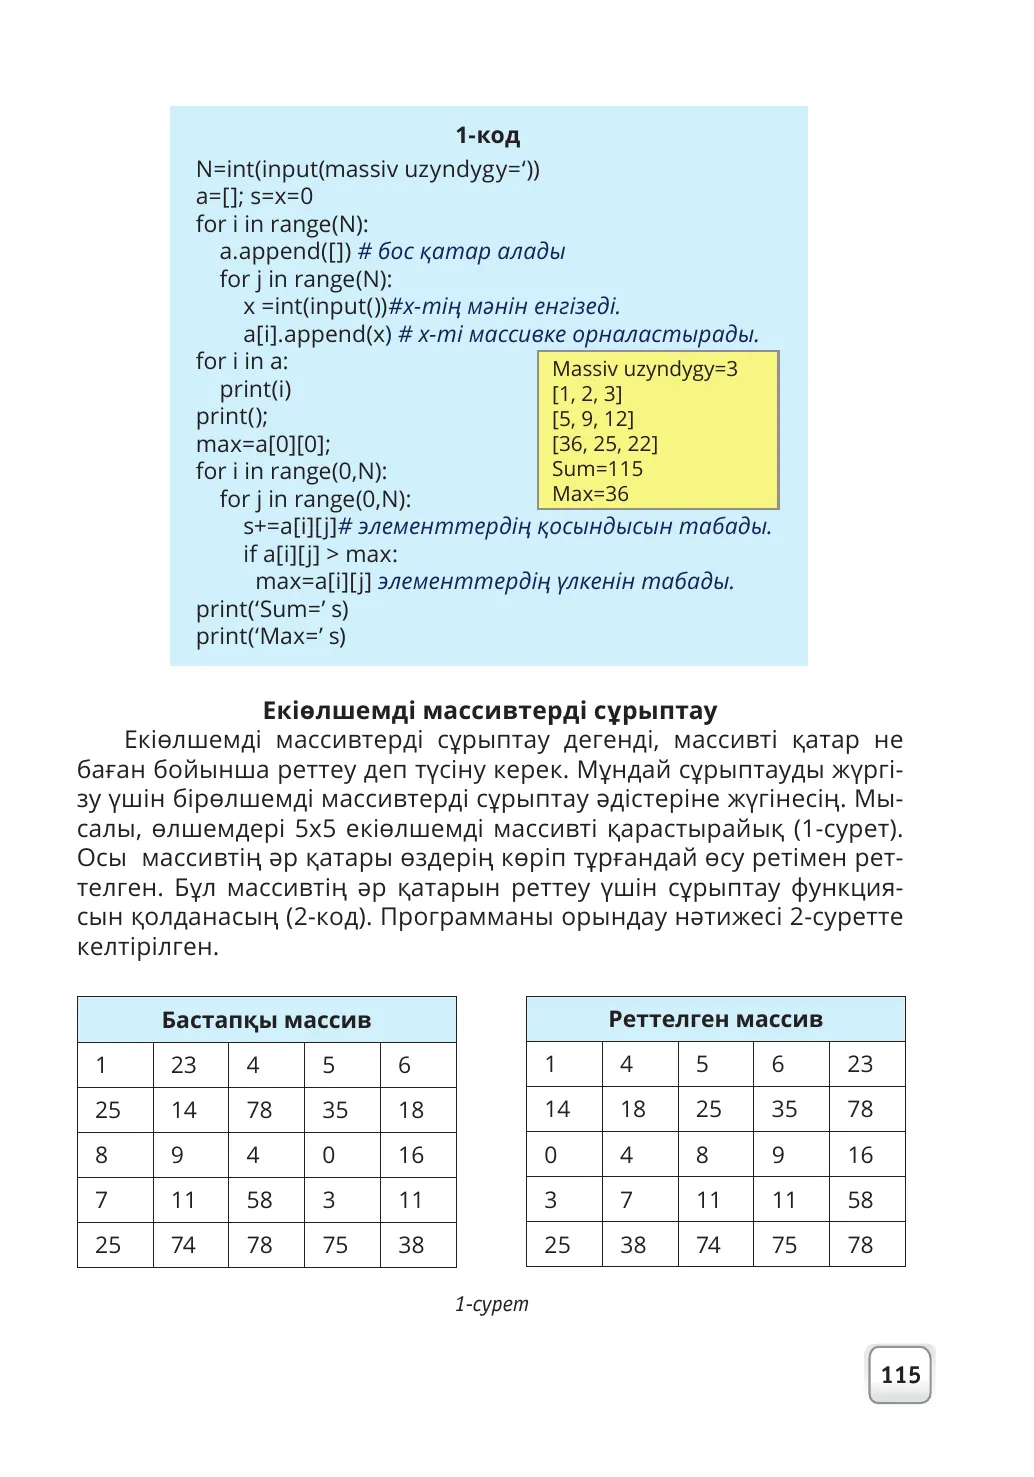 1-код
N=int(input(massiv uzyndygy=‘))
a=[]; s=x=0
for i in range(N):
a.append([]) # бос қатар алады
for j in range(N):
x =int(input())#x-тің мәнін енгізеді.
a[i].append(x) # x-ті массивке орналастырады.
for i in a:
print(i)
print();
max=a[0][0];
for i in range(0,N):
for j in range(0,N):
s+=a[i][j]# элементтердің қосындысын табады.
if a[i][j] > max:
max=a[i][j] элементтердің үлкенін табады.
print(‘Sum=’ s)
print(‘Max=’ s)
Massiv uzyndygy=3
[1, 2, 3]
[5, 9, 12]
[36, 25, 22]
Sum=115
Max=36
Екіөлшемді массивтерді сұрыптау
Екіөлшемді массивтерді сұрыптау дегенді, массивті қатар не
баған бойынша реттеу деп түсіну керек. Мұндай сұрыптауды жүргі-
зу үшін бірөлшемді массивтерді сұрыптау әдістеріне жүгінесің. Мы-
салы, өлшемдері 5x5 екіөлшемді массивті қарастырайық (1-сурет).
Осы массивтің әр қатары өздерің көріп тұрғандай өсу ретімен рет-
телген. Бұл массивтің әр қатарын реттеу үшін сұрыптау функция-
сын қолданасың (2-код). Программаны орындау нәтижесі 2-суретте
келтірілген.
Бастапқы массив
1 23 4 5 6
25 14 78 35 18
8 9 4 0 16
7 11 58 3 11
25 74 78 75 38
Реттелген массив
1 4 5 6 23
14 18 25 35 78
0 4 8 9 16
3 7 11 11 58
25 38 74 75 78
1-сурет
115